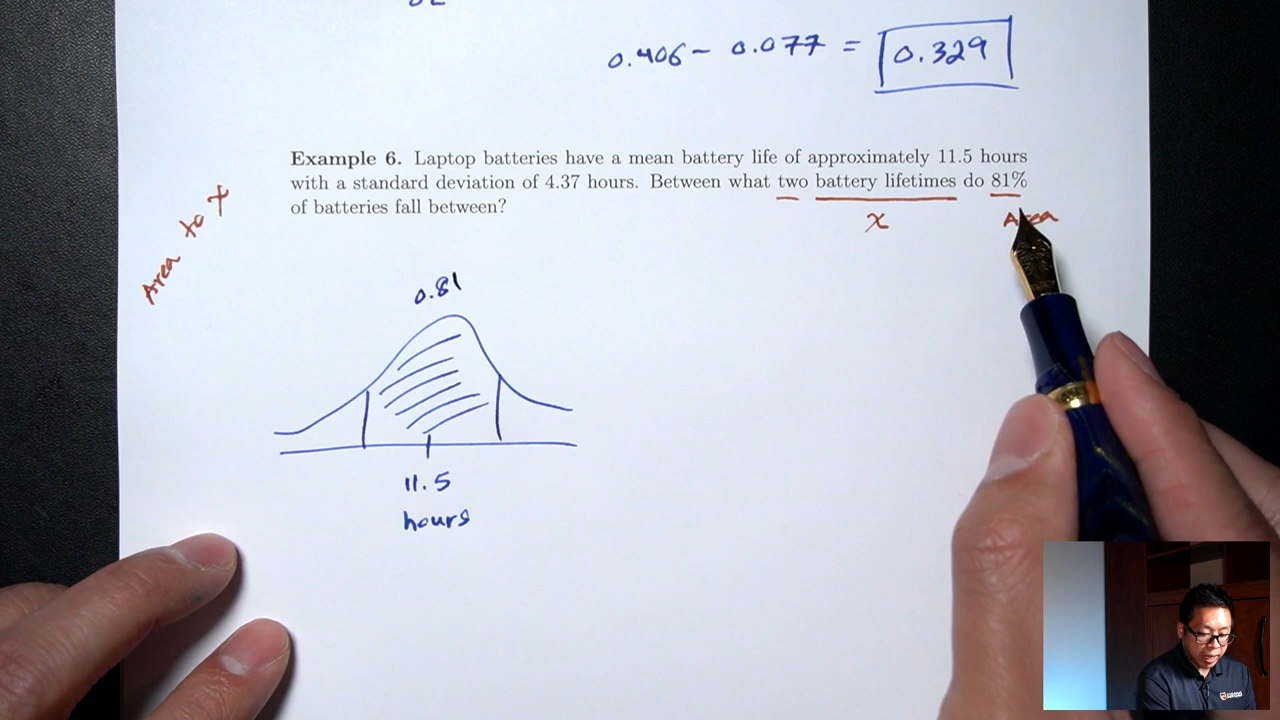 0.406 - 0.077 = 0.329
Example 6. Laptop batteries have a mean battery life of approximately 11.5 hours
with a standard deviation of 4.37 hours. Between what two battery lifetimes do 81%
of batteries fall between?
x
Area
Area to x
0.81
11.5
hours